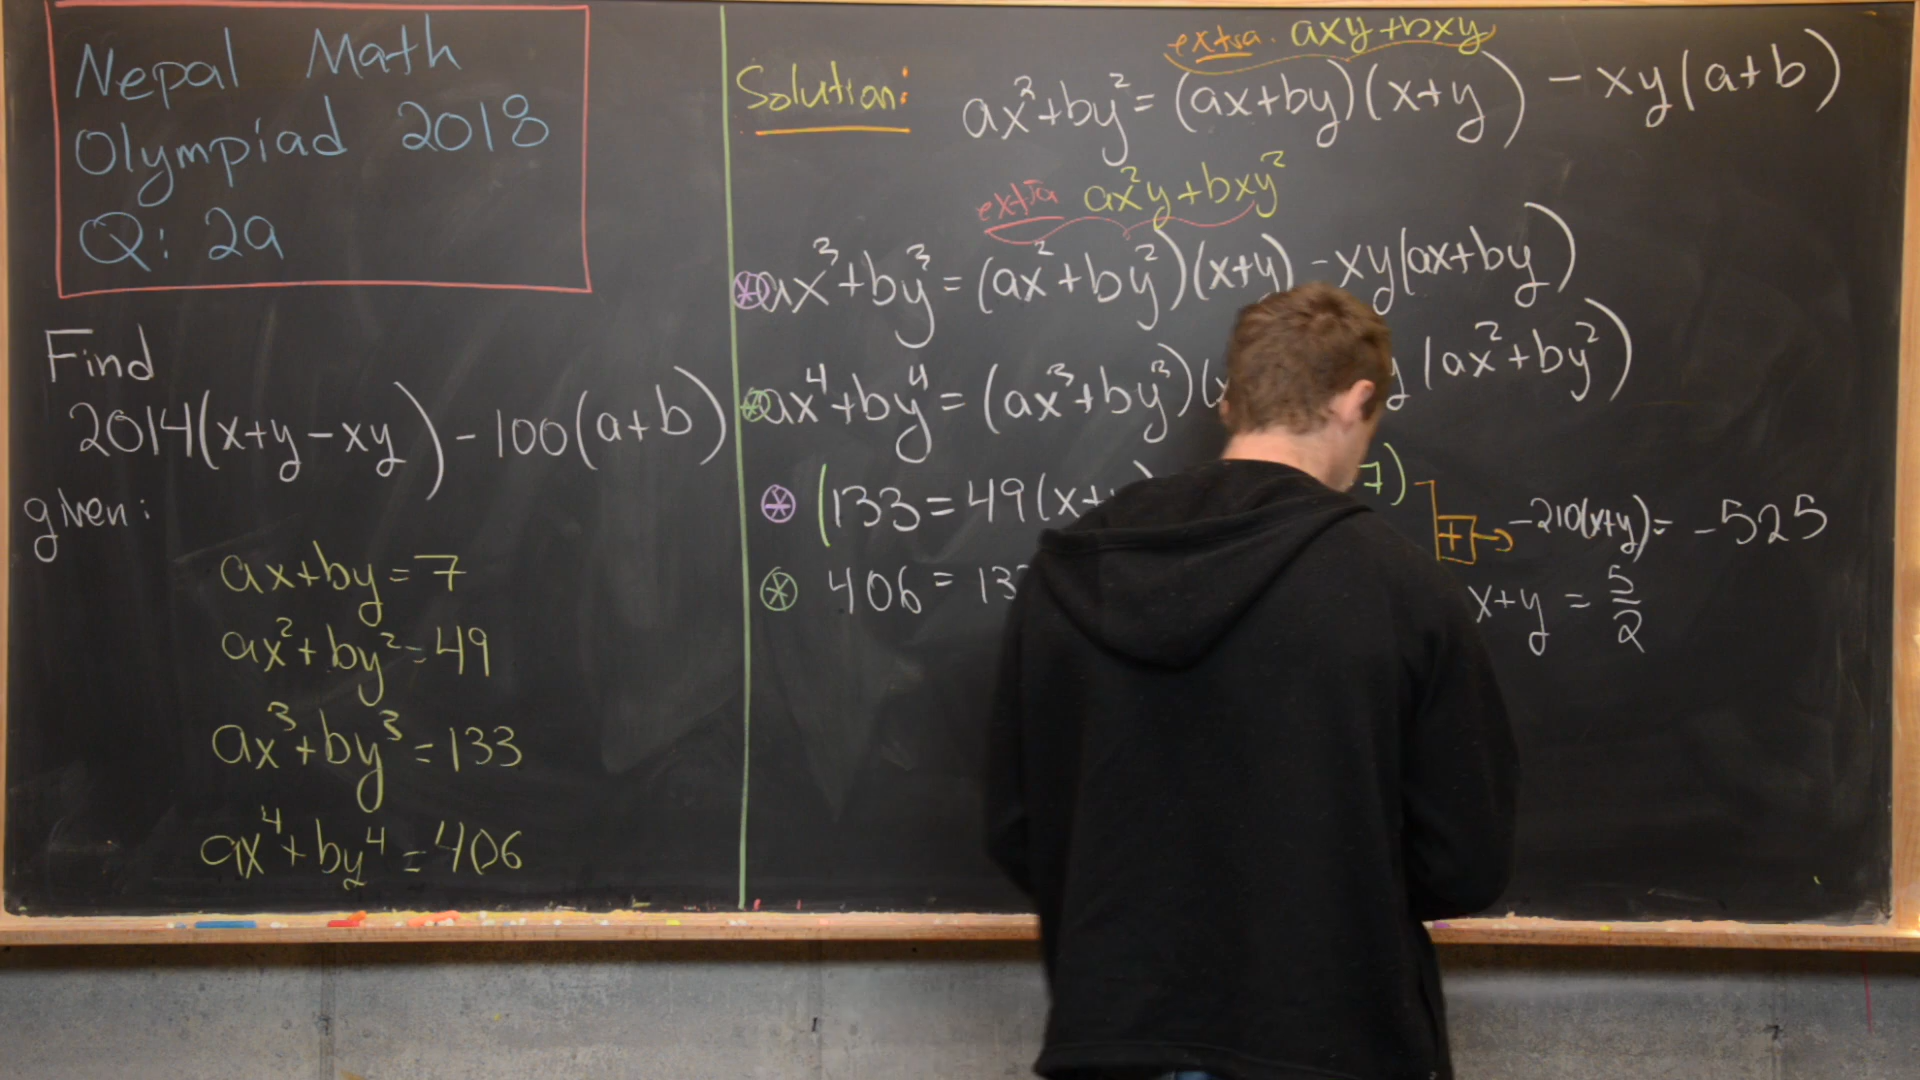 Nepal Math
Olympiad 2018
Q: 2a
Find
2014(x+y-xy) - 100(a+b)
given:
ax+by=7
ax²+by²=49
ax³+by³=133
ax⁴+by⁴=406
Solution:
extra. axy+bxy
ax²+by²=(ax+by)(x+y) - xy(a+b)
extra ax²y+bxy²
⊛ ax³+by³=(ax²+by²)(x+y) -xy(ax+by)
⊛ ax⁴+by⁴=(ax³+by³)(x y(ax²+by²)
⊛ (133=49(x+ 7)
⊛ 406=13
+ → -210(x+y)= -525
x+y = 5/2